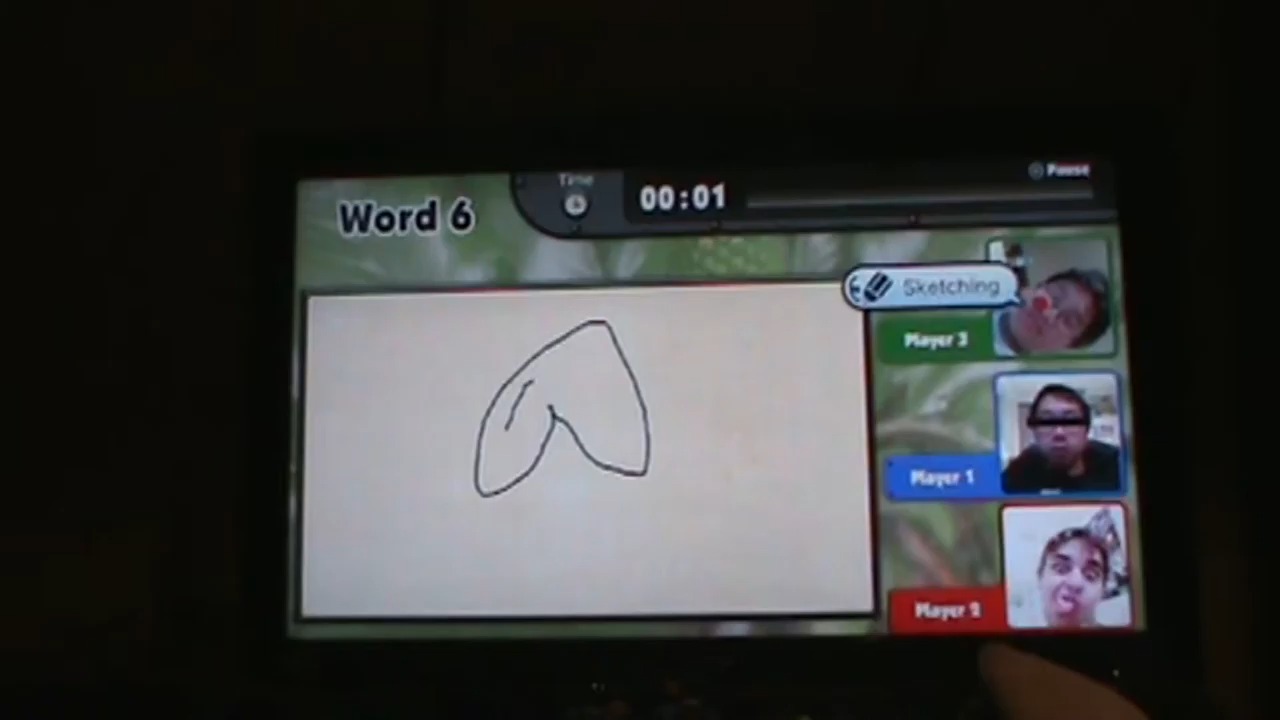 Pause
Time
00:01
Word 6
Sketching
Player 3
Player 1
Player 2